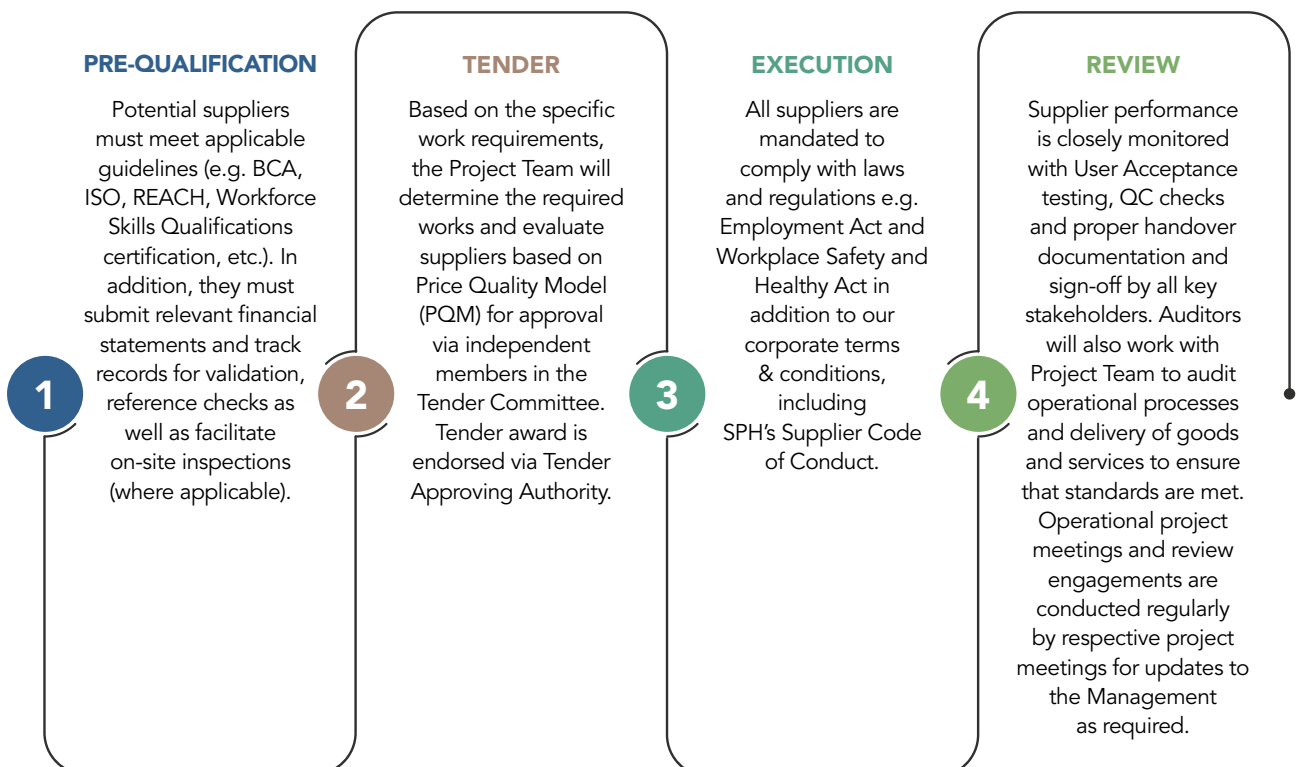 PRE-QUALIFICATION
Potential suppliers
must meet applicable
guidelines (e.g. BCA,
ISO, REACH, Workforce
Skills Qualifications
certification, etc.). In
addition, they must
submit relevant financial
statements and track
records for validation,
reference checks as
well as facilitate
on-site inspections
(where applicable).
1
TENDER
Based on the specific
work requirements,
the Project Team will
determine the required
works and evaluate
suppliers based on
Price Quality Model
(PQM) for approval
via independent
members in the
Tender Committee.
Tender award is
endorsed via Tender
Approving Authority.
2
EXECUTION
All suppliers are
mandated to
comply with laws
and regulations e.g.
Employment Act and
Workplace Safety and
Healthy Act in
addition to our
corporate terms
& conditions,
including
SPH’s Supplier Code
of Conduct.
3
REVIEW
Supplier performance
is closely monitored
with User Acceptance
testing, QC checks
and proper handover
documentation and
sign-off by all key
stakeholders. Auditors
will also work with
Project Team to audit
operational processes
and delivery of goods
and services to ensure
that standards are met.
Operational project
meetings and review
engagements are
conducted regularly
by respective project
meetings for updates to
the Management
as required.
4